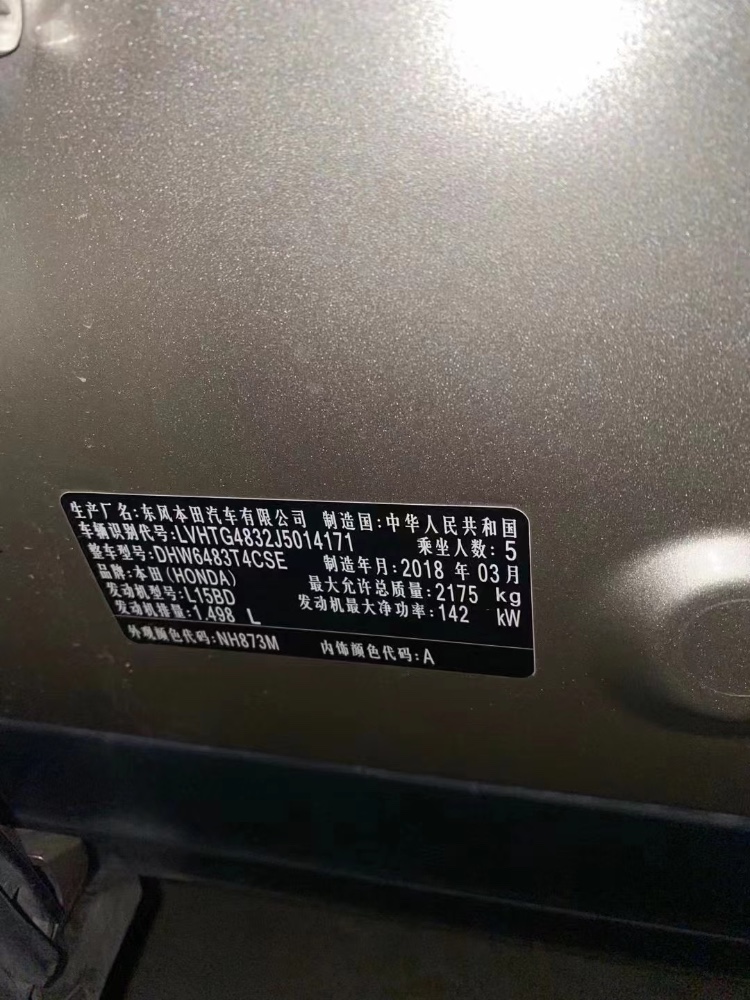 生产厂名:东风本田汽车有限公司 制造国:中华人民共和国
车辆识别代号:LVHTG4832J5014171 乘坐人数:5
整车型号:DHW6483T4CSE 制造年月:2018 年 03月
品牌:本田(HONDA) 最大允许总质量:2175 kg
发动机型号:L15BD 发动机最大净功率:142 kW
发动机排量:1.498 L
外观颜色代码:NH873M 内饰颜色代码:A